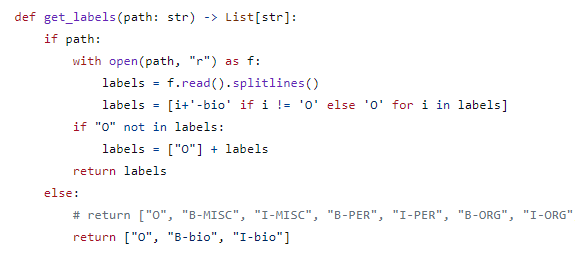 def get_labels(path: str) -> List[str]:
    if path:
        with open(path, "r") as f:
            labels = f.read().splitlines()
            labels = [i+'-bio' if i != 'O' else 'O' for i in labels]
        if "O" not in labels:
            labels = ["O"] + labels
        return labels
    else:
        # return ["O", "B-MISC", "I-MISC", "B-PER", "I-PER", "B-ORG", "I-ORG"
        return ["O", "B-bio", "I-bio"]